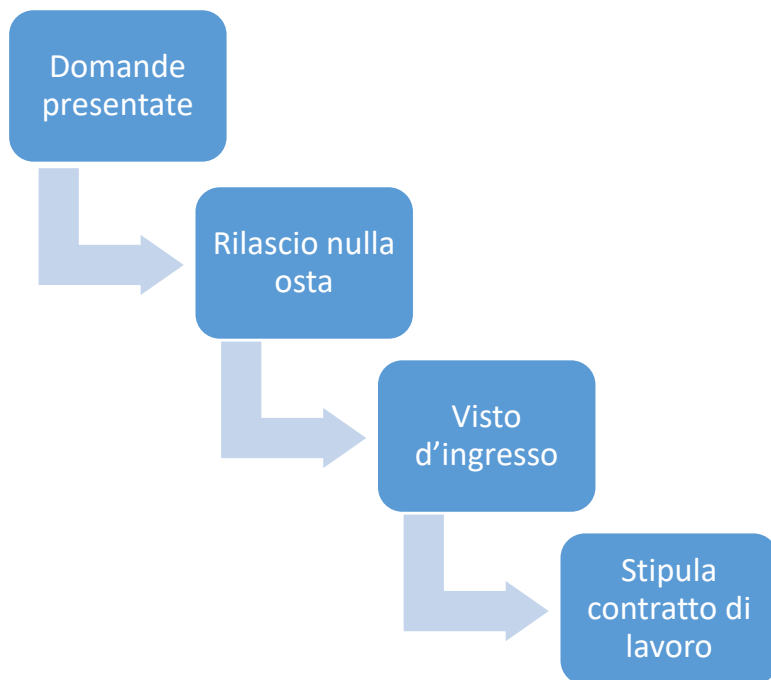 Domande
presentate
Rilascio nulla
osta
Visto
d’ingresso
Stipula
contratto di
lavoro